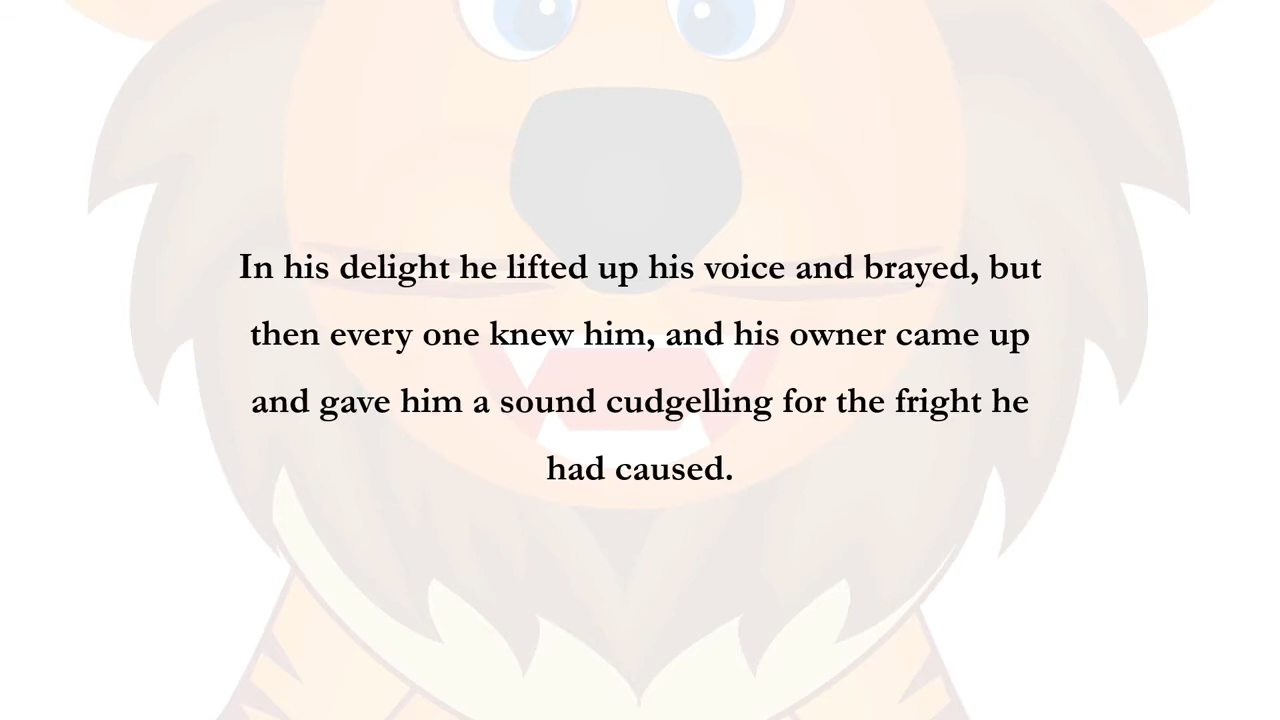 In his delight he lifted up his voice and brayed, but
then every one knew him, and his owner came up
and gave him a sound cudgelling for the fright he
had caused.